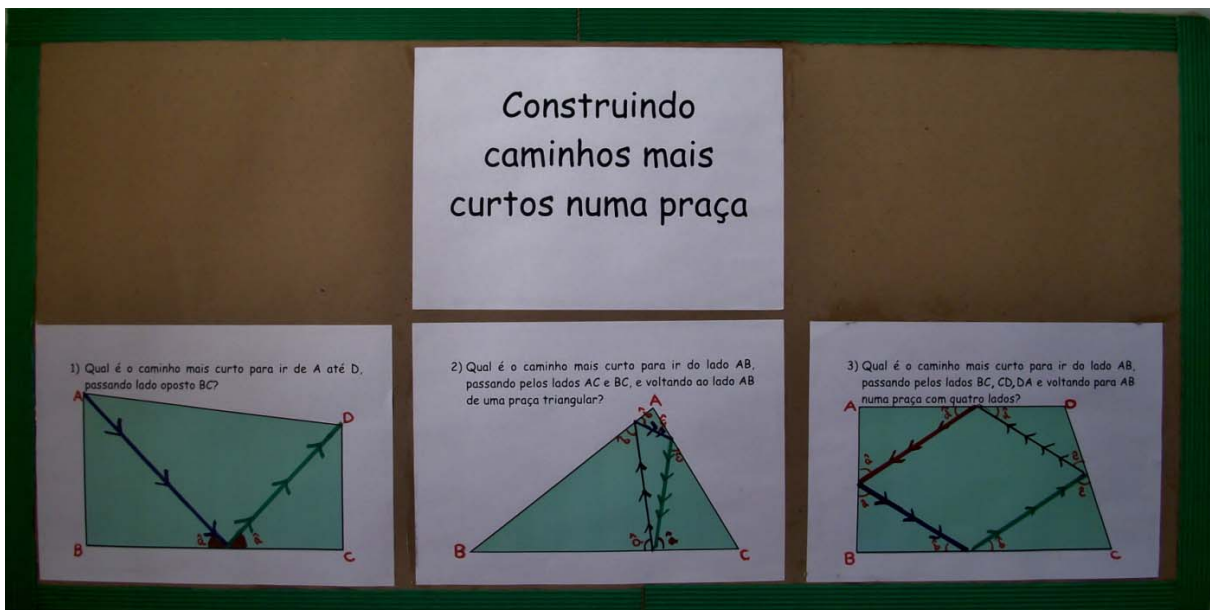 Construindo
caminhos mais
curtos numa praça
1) Qual é o caminho mais curto para ir de A até D,
passando lado oposto BC?
A
D
B
C
2) Qual é o caminho mais curto para ir do lado AB,
passando pelos lados AC e BC, e voltando ao lado AB
de uma praça triangular?
A
B
C
3) Qual é o caminho mais curto para ir do lado AB,
passando pelos lados BC, CD, DA e voltando para AB
numa praça com quatro lados?
A
D
B
C